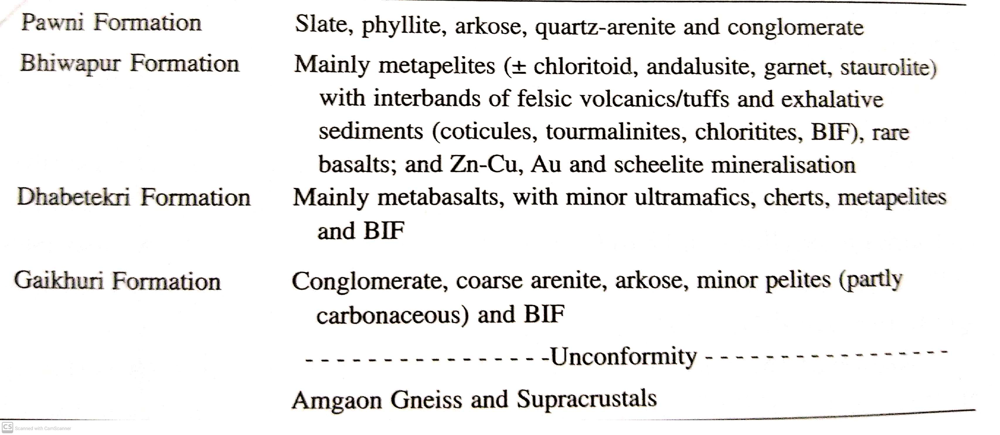 Pawni Formation Slate, phyllite, arkose, quartz-arenite and conglomerate
Bhiwapur Formation Mainly metapelites (± chloritoid, andalusite, garnet, staurolite)
with interbands of felsic volcanics/tuffs and exhalative
sediments (coticules, tourmalinites, chloritites, BIF), rare
basalts; and Zn-Cu, Au and scheelite mineralisation
Dhabetekri Formation Mainly metabasalts, with minor ultramafics, cherts, metapelites
and BIF
Gaikhuri Formation Conglomerate, coarse arenite, arkose, minor pelites (partly
carbonaceous) and BIF
- - - - - - - - - - - - - - - -Unconformity - - - - - - - - - - - - - - - -
Amgaon Gneiss and Supracrustals
CS Scanned with CamScanner